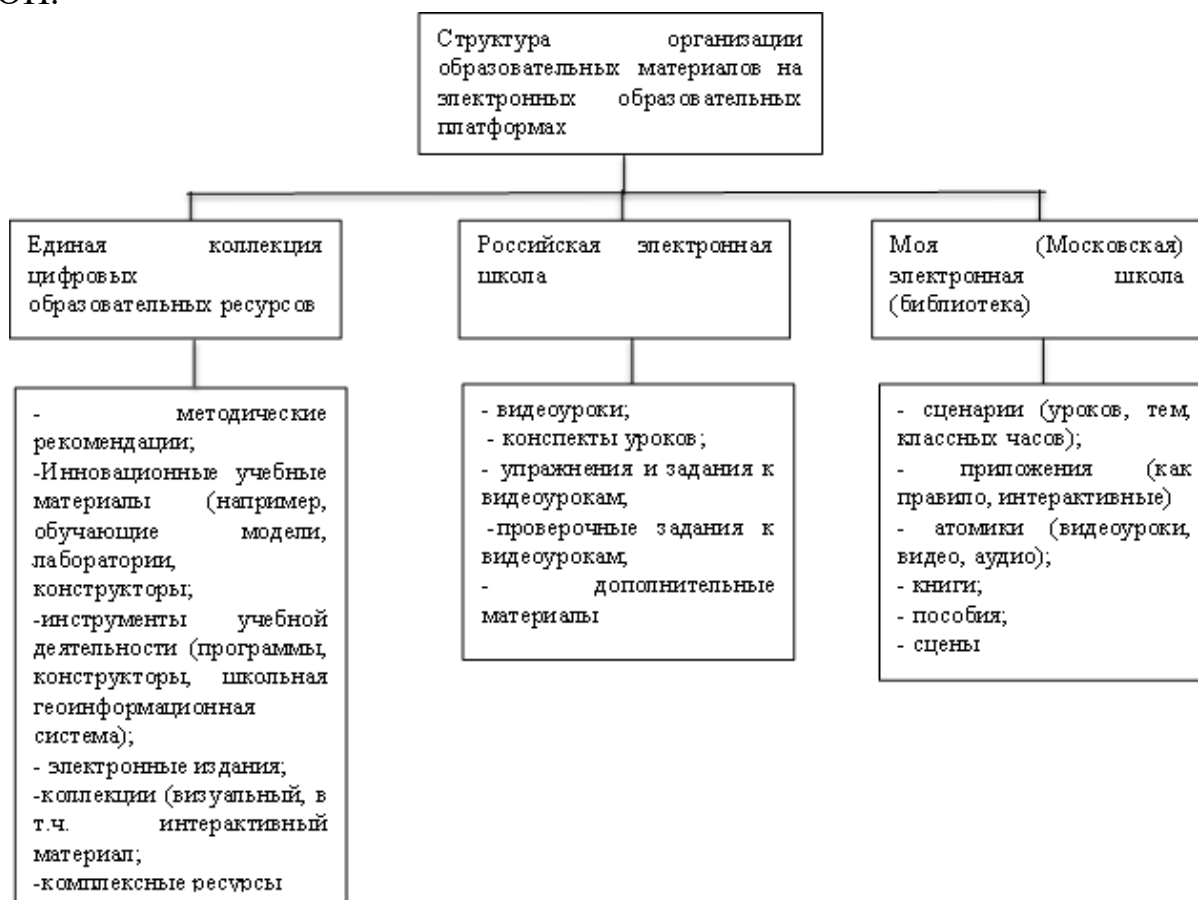 Структура организации
образовательных материалов на
электронных образовательных
платформах
Единая коллекция
цифровых
образовательных ресурсов
Российская электронная
школа
Моя (Московская)
электронная школа
(библиотека)
- методические
рекомендации;
-Инновационные учебные
материалы (например,
обучающие модели,
лаборатории,
конструкторы;
-инструменты учебной
деятельности (программы,
конструкторы, школьная
геоинформационная
система);
- электронные издания;
-коллекции (визуальный, в
т.ч. интерактивный
материал;
-комплексные ресурсы
- видеоуроки;
- конспекты уроков;
- упражнения и задания к
видеоурокам;
-проверочные задания к
видеоурокам;
- дополнительные
материалы
- сценарии (уроков, тем,
классных часов);
- приложения (как
правило, интерактивные)
- атомики (видеоуроки,
видео, аудио);
- книги;
- пособия;
- сцены